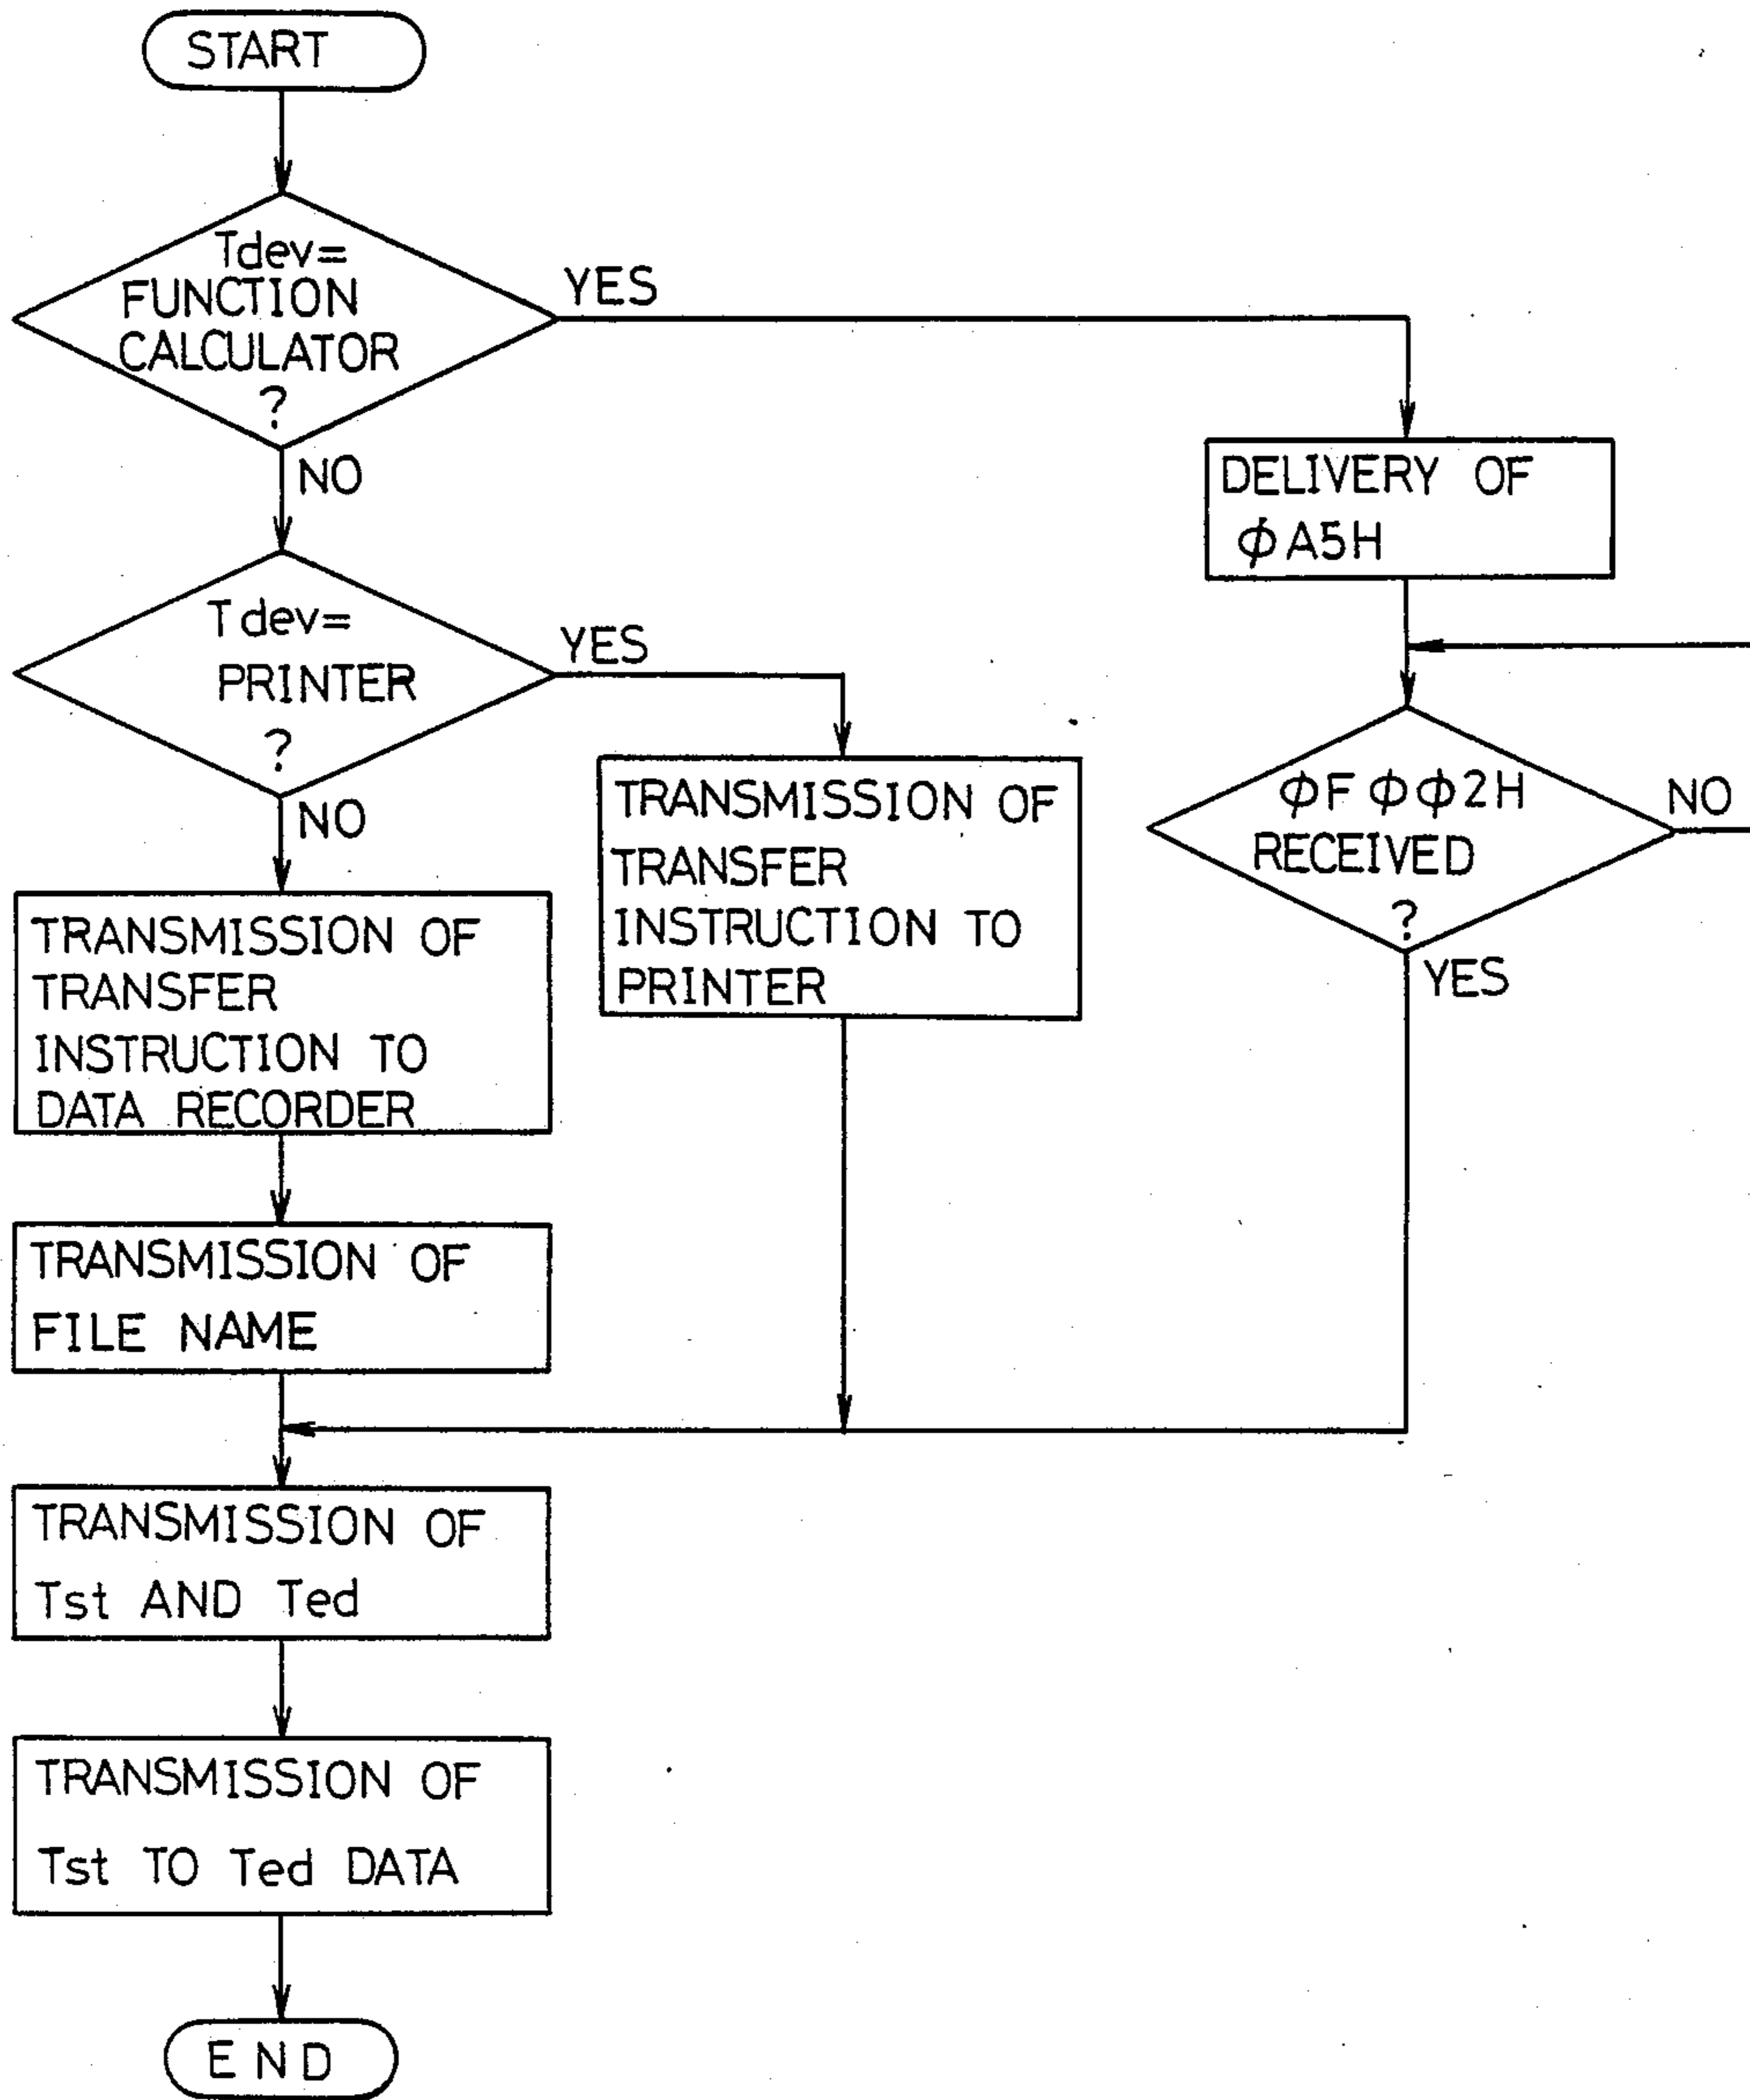 START
Tdev=
FUNCTION
CALCULATOR
?
YES
NO
DELIVERY OF
ϕA5H
Tdev=
PRINTER
?
YES
NO
ϕFϕϕ2H
RECEIVED
?
NO
YES
TRANSMISSION OF
TRANSFER
INSTRUCTION TO
PRINTER
TRANSMISSION OF
TRANSFER
INSTRUCTION TO
DATA RECORDER
TRANSMISSION OF
FILE NAME
TRANSMISSION OF
Tst AND Ted
TRANSMISSION OF
Tst TO Ted DATA
END